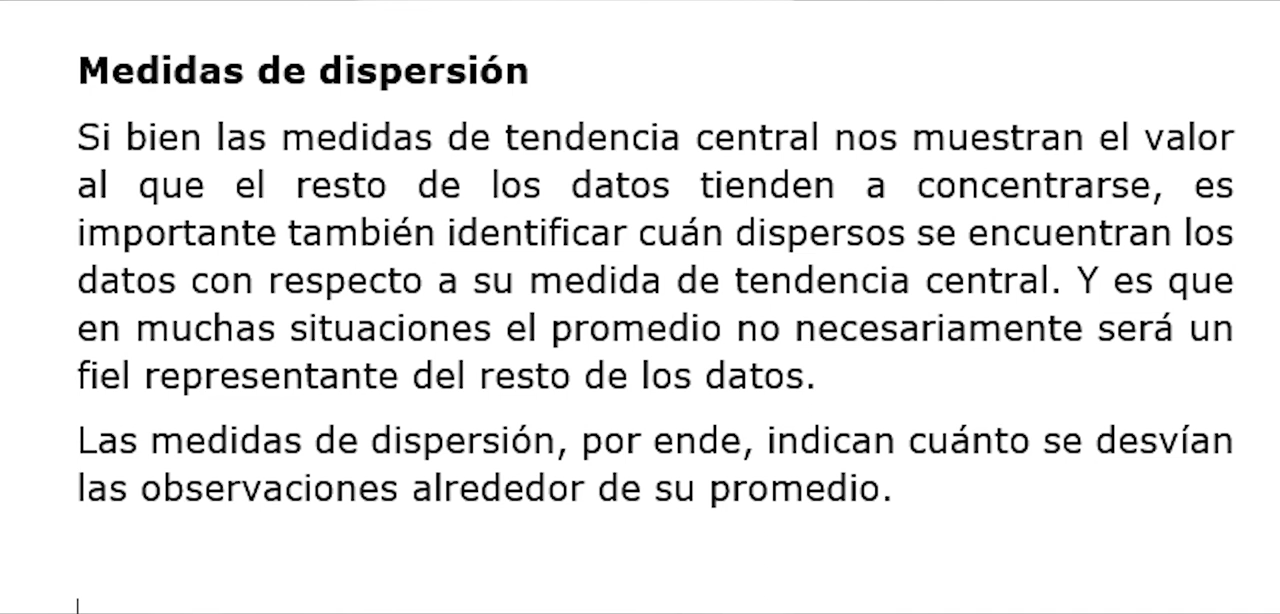 Medidas de dispersión
Si bien las medidas de tendencia central nos muestran el valor
al que el resto de los datos tienden a concentrarse, es
importante también identificar cuán dispersos se encuentran los
datos con respecto a su medida de tendencia central. Y es que
en muchas situaciones el promedio no necesariamente será un
fiel representante del resto de los datos.
Las medidas de dispersión, por ende, indican cuánto se desvían
las observaciones alrededor de su promedio.